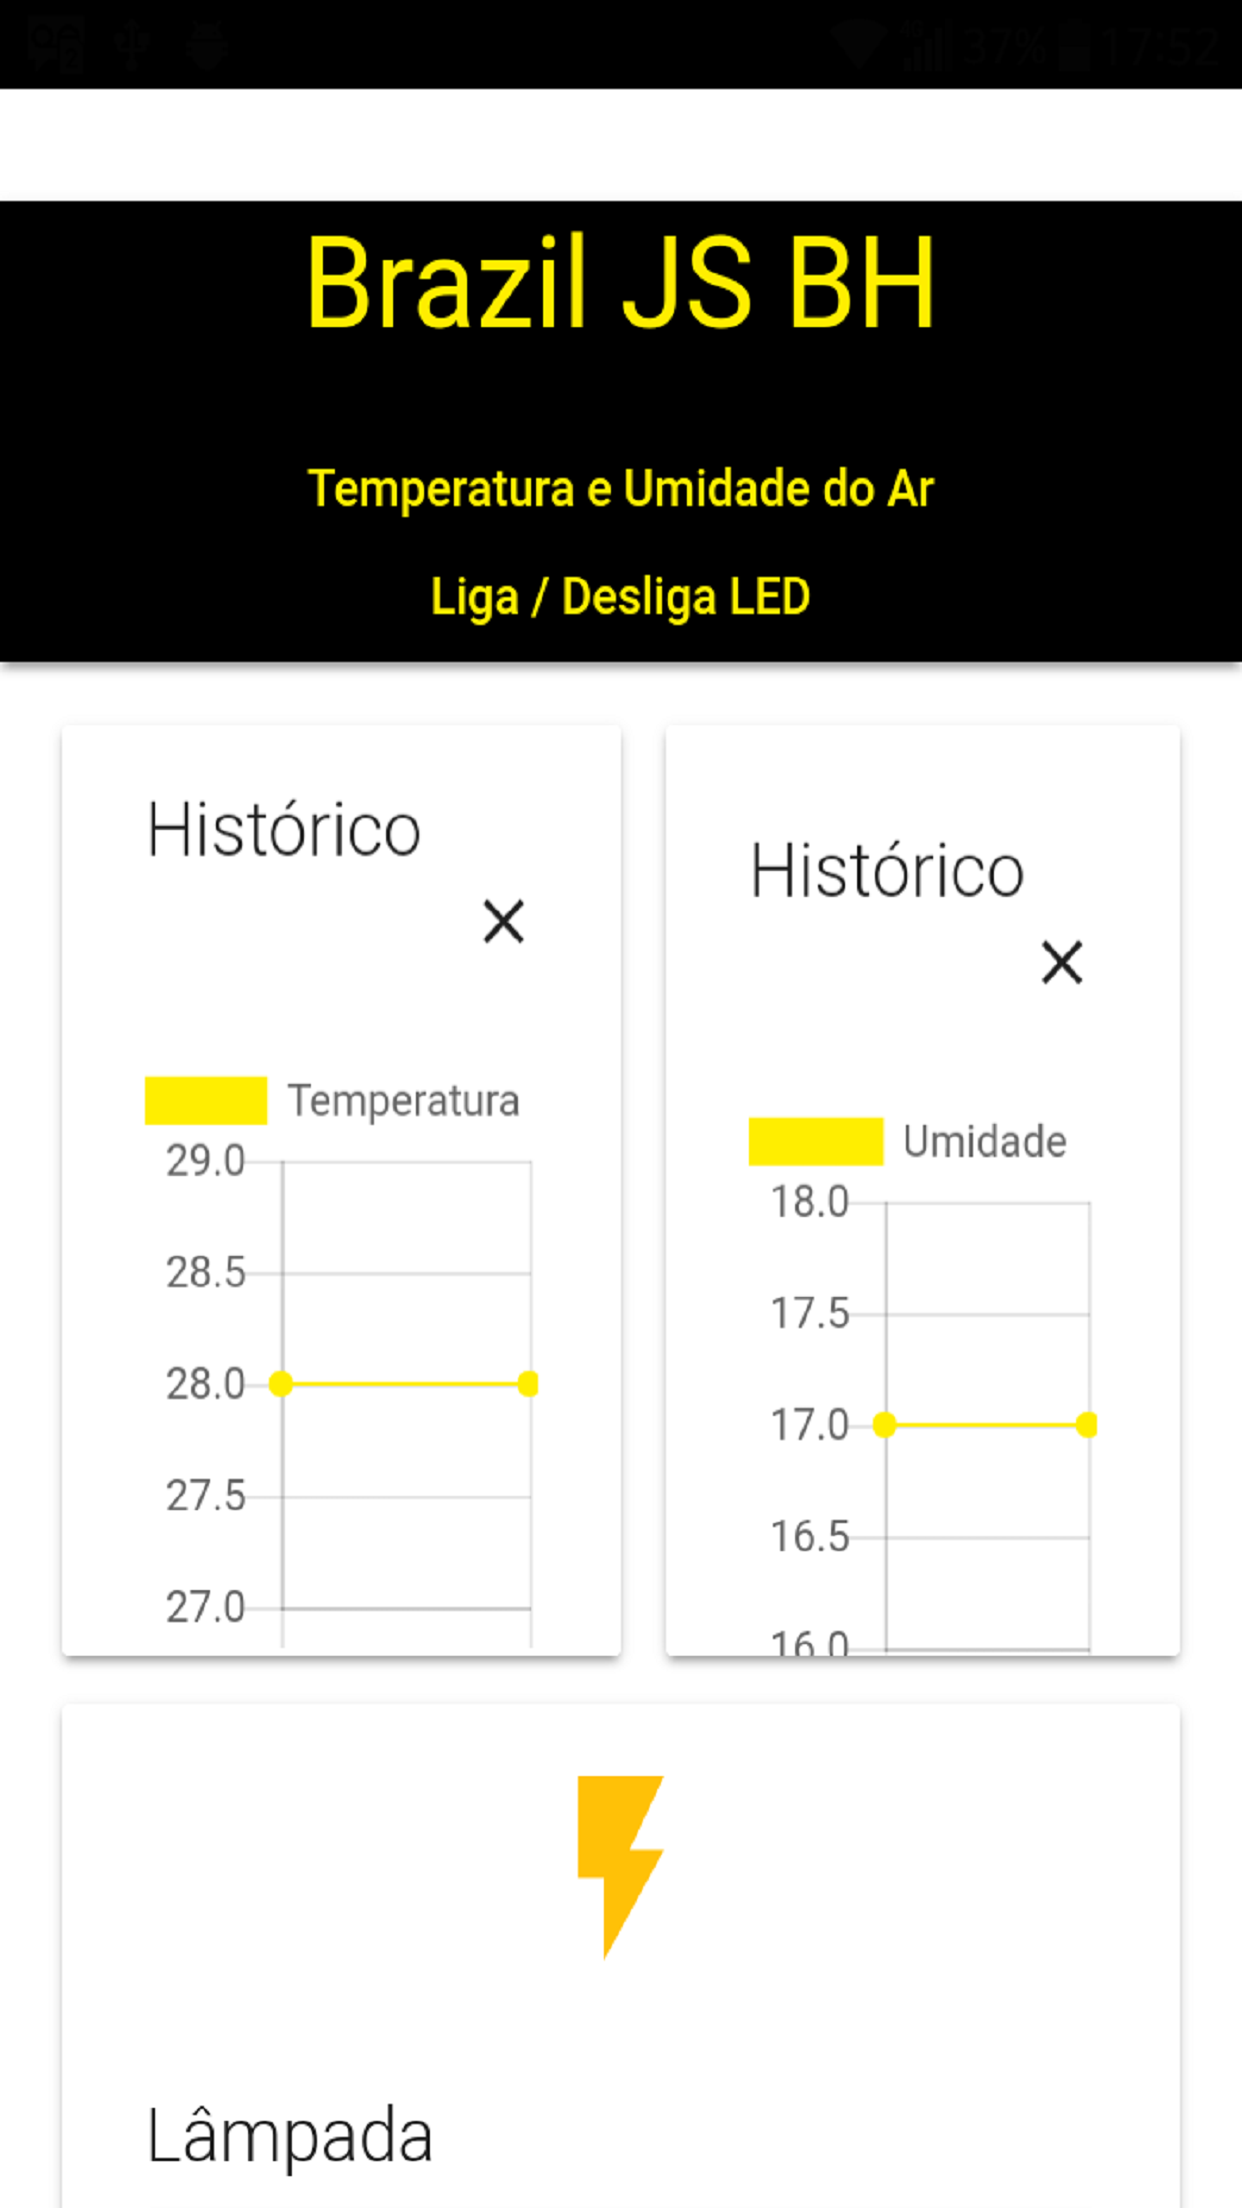 37% 17:52
Brazil JS BH
Temperatura e Umidade do Ar
Liga / Desliga LED
Histórico
Temperatura
29.0
28.5
28.0
27.5
27.0
Histórico
Umidade
18.0
17.5
17.0
16.5
16.0
Lâmpada